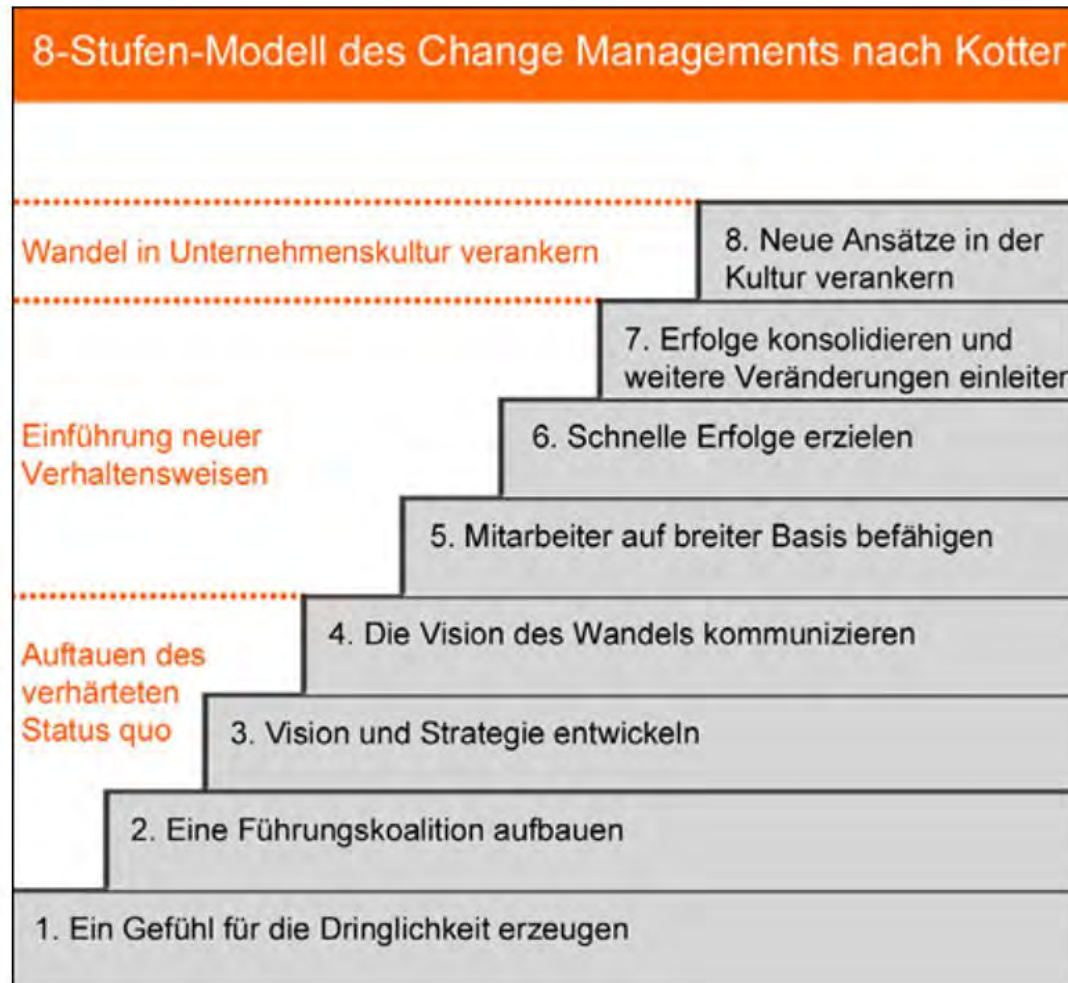 8-Stufen-Modell des Change Managements nach Kotter
Wandel in Unternehmenskultur verankern
8. Neue Ansätze in der
Kultur verankern
7. Erfolge konsolidieren und
weitere Veränderungen einleiten
Einführung neuer
Verhaltensweisen
6. Schnelle Erfolge erzielen
5. Mitarbeiter auf breiter Basis befähigen
Auftauen des
verhärteten
Status quo
4. Die Vision des Wandels kommunizieren
3. Vision und Strategie entwickeln
2. Eine Führungskoalition aufbauen
1. Ein Gefühl für die Dringlichkeit erzeugen